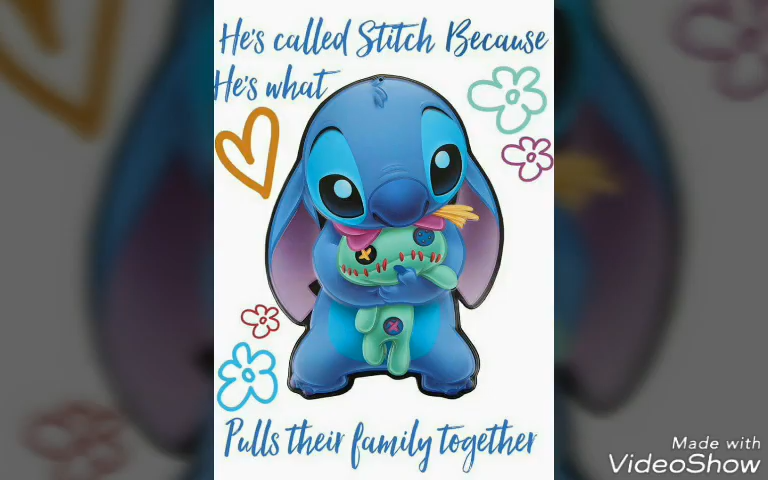 He's called Stitch Because
He's what
Pulls their family together
Made with
VideoShow